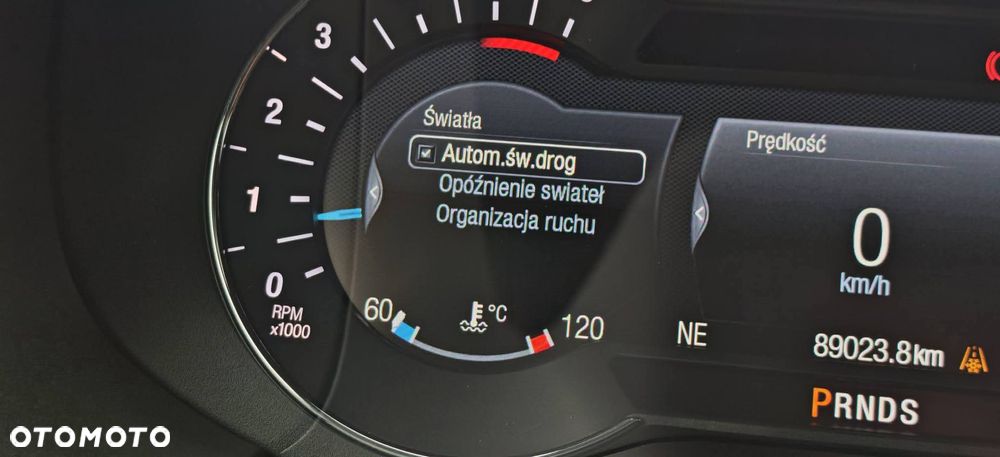 3
2
1
0
RPM
x1000
Światła
Autom.św.drog
Opóźnienie swiateł
Organizacja ruchu
60
°C
120
Prędkość
0
km/h
NE
89023.8km
PRNDS
OTOMOTO